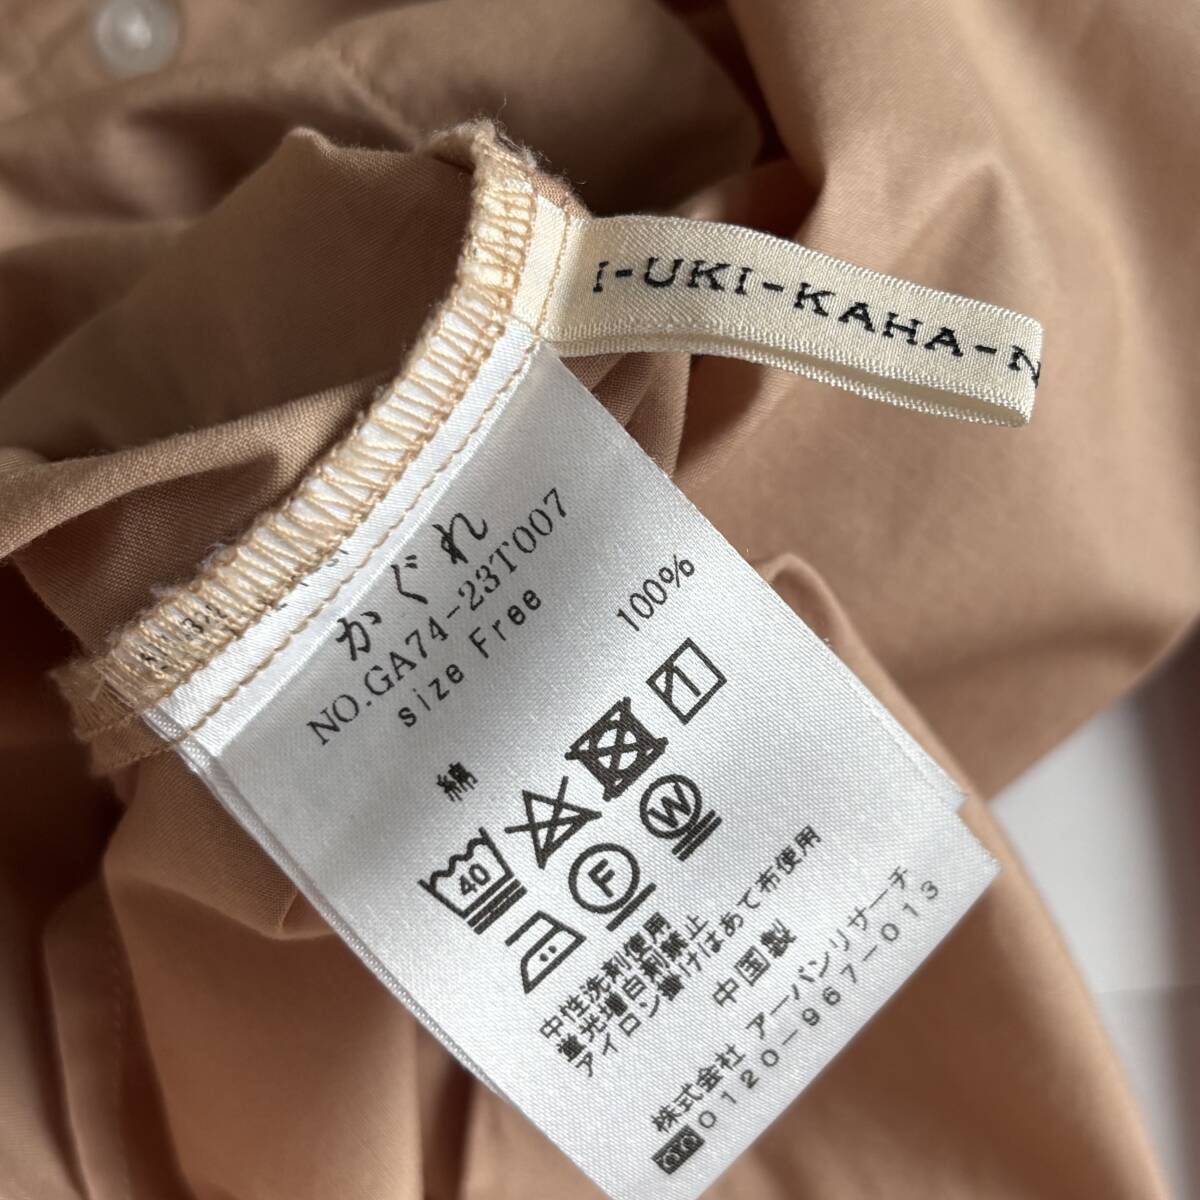 I-UKI-KAHA-N
かぐれ
NO.GA74-23T007
size Free
綿 100%
40
F
W
中性洗剤使用
蛍光増白剤禁止
アイロン掛けはあて布使用
中国製
株式会社 アーバンリサーチ
0120-967-013